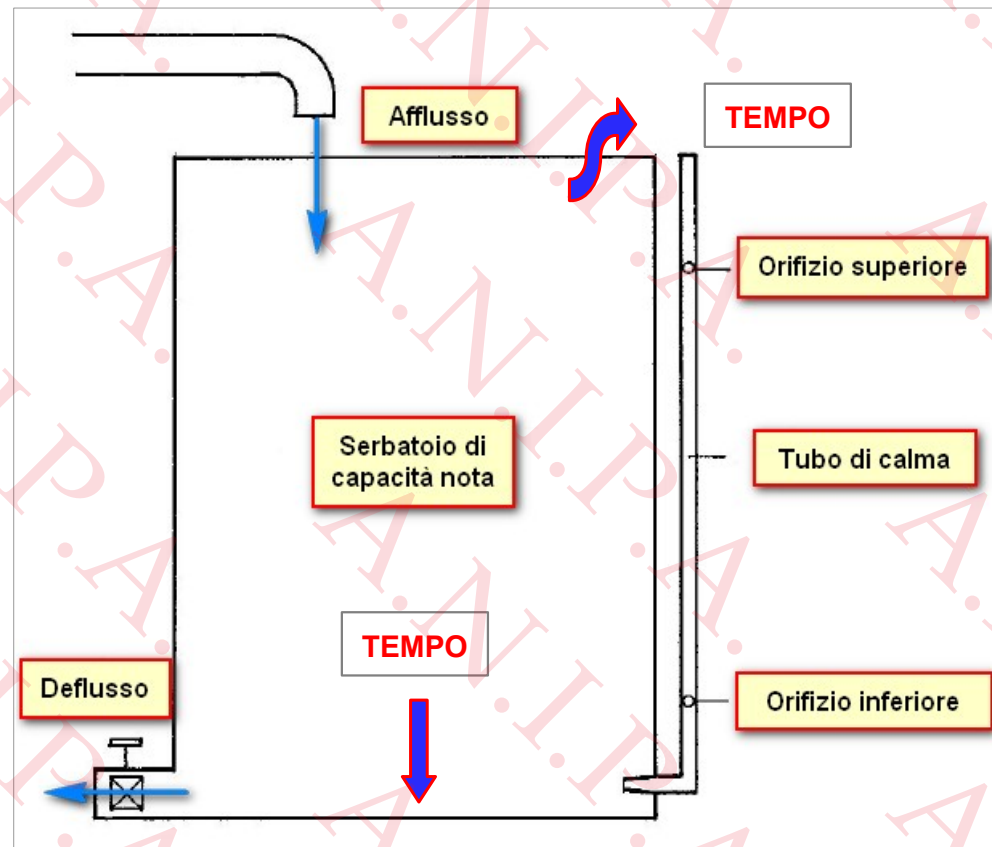 Afflusso
TEMPO
Orifizio superiore
Serbatoio di
capacità nota
Tubo di calma
TEMPO
Deflusso
Orifizio inferiore
A.N.I.P.A.
A.N.I.P.A.
A.N.I.P.A.